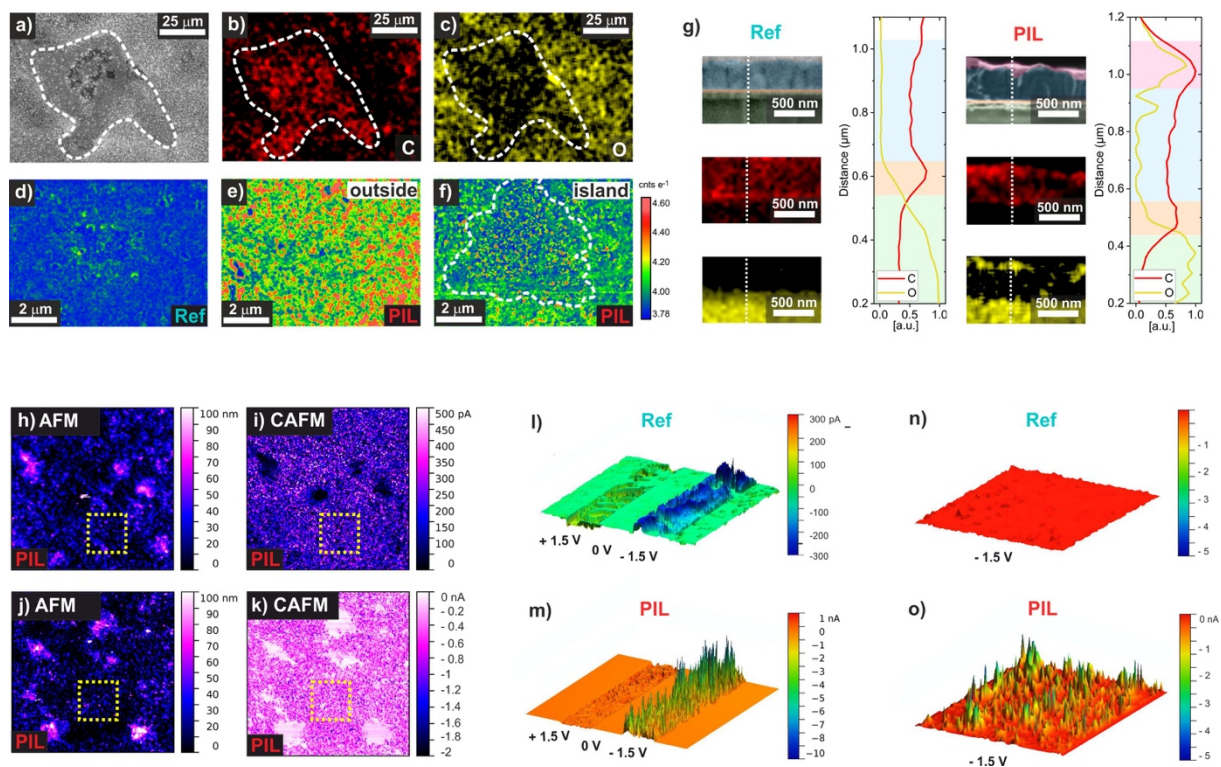 a)
25 µm
b)
25 µm
C
c)
25 µm
O
d)
2 µm
Ref
e)
outside
2 µm
PIL
f)
island
2 µm
PIL
cnts e⁻¹
4.60
4.40
4.20
4.00
3.78
g)
Ref
500 nm
500 nm
500 nm
Distance (µm)
1.0
0.8
0.6
0.4
0.2
C
O
0.0 0.5 1.0
[a.u.]
PIL
500 nm
500 nm
500 nm
Distance (µm)
1.2
1.0
0.8
0.6
0.4
0.2
C
O
0.0 0.5 1.0
[a.u.]
h) AFM
PIL
100 nm
90
80
70
60
50
40
30
20
10
0
i) CAFM
PIL
500 pA
450
400
350
300
250
200
150
100
0
j) AFM
PIL
100 nm
90
80
70
60
50
40
30
20
10
0
k) CAFM
PIL
0 nA
- 0.2
- 0.4
- 0.6
- 0.8
- 1
- 1.2
- 1.4
- 1.6
- 1.8
- 2
l)
Ref
+ 1.5 V
0 V
- 1.5 V
300 pA
200
100
0
-100
-200
-300
m)
PIL
+ 1.5 V
0 V
-1.5 V
1 nA
0
−1
−2
−3
−4
−5
−6
−7
−8
− 10
n)
Ref
-1.5 V
- 1
- 2
- 3
- 4
- 5
o)
PIL
- 1.5 V
0 nA
-1
-2
-3
-4
-5